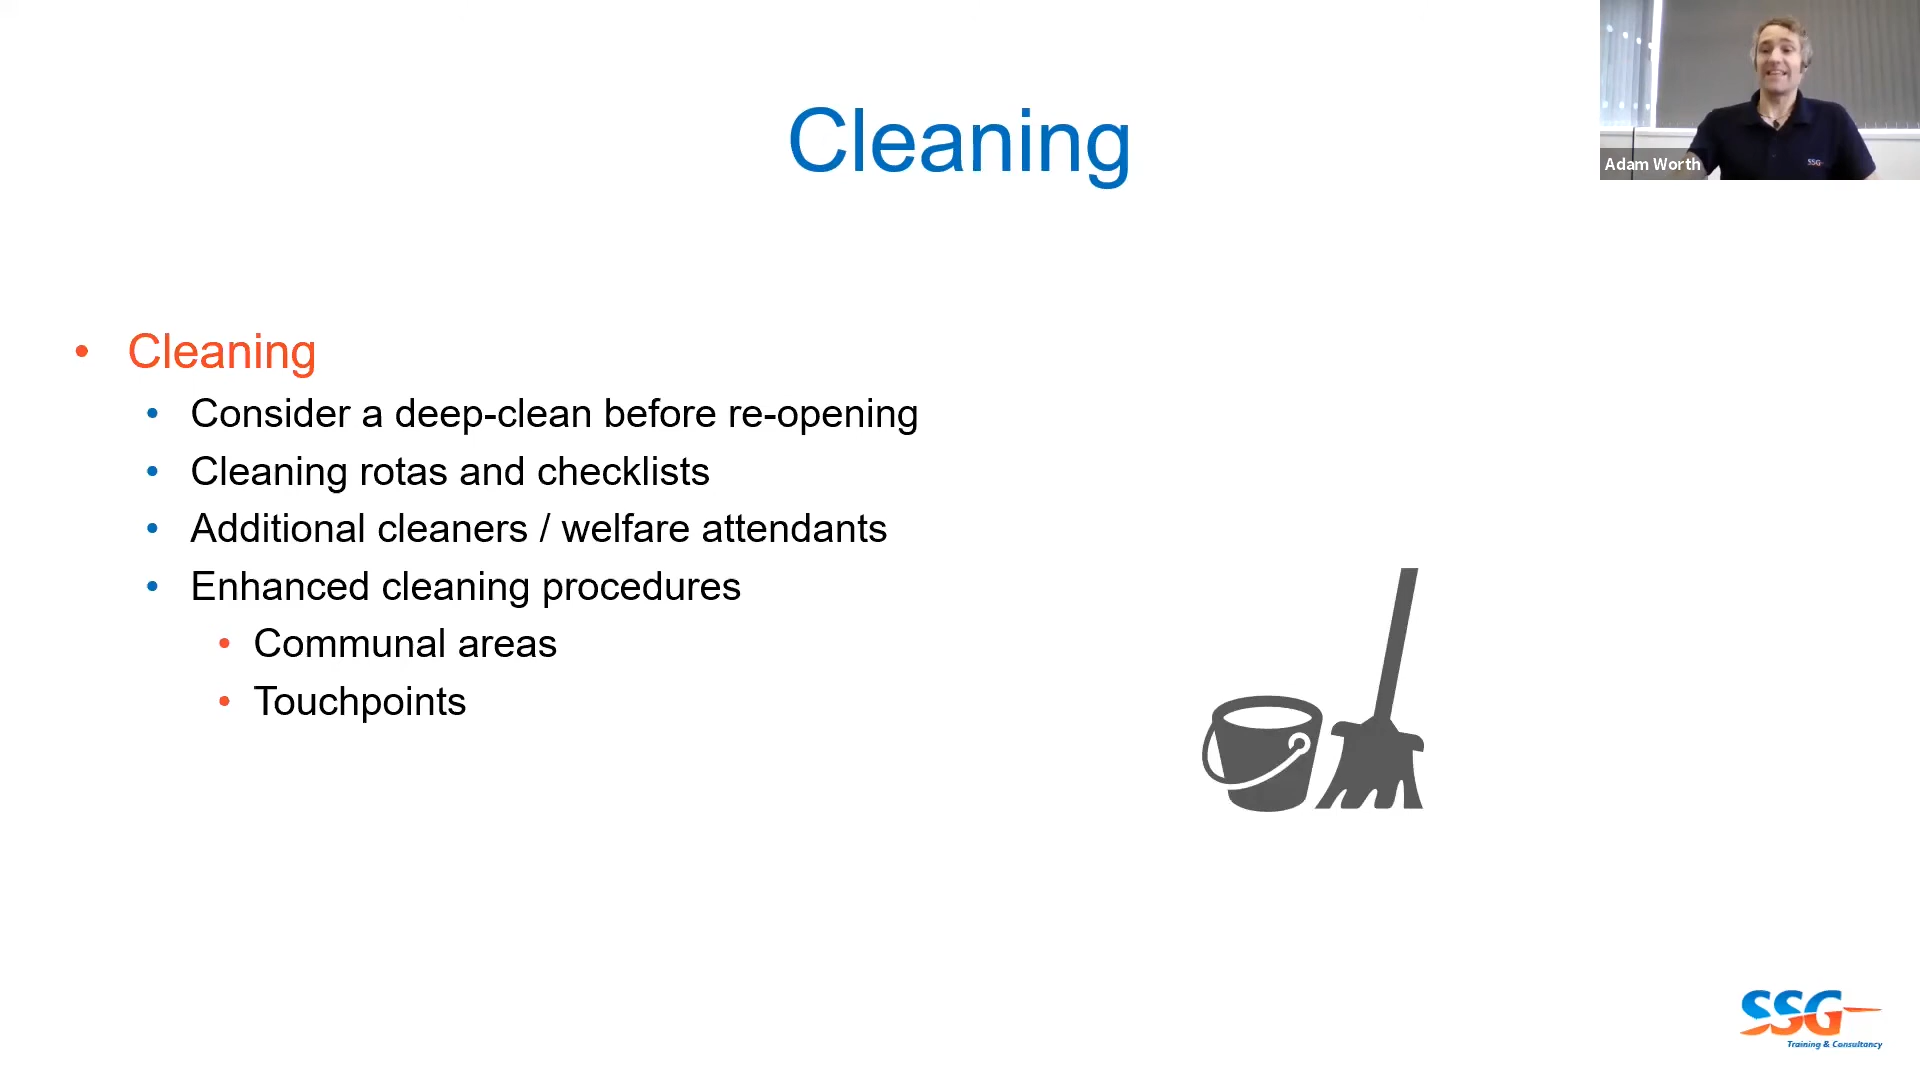 Cleaning
Adam Worth
SSG
• Cleaning
• Consider a deep-clean before re-opening
• Cleaning rotas and checklists
• Additional cleaners / welfare attendants
• Enhanced cleaning procedures
• Communal areas
• Touchpoints
SSG
Training & Consultancy